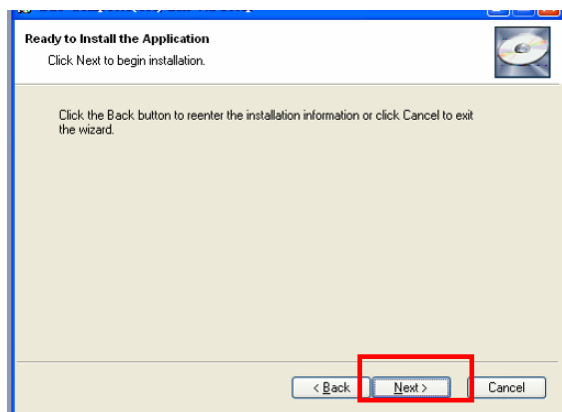 Ready to Install the Application
Click Next to begin installation.
Click the Back button to reenter the installation information or click Cancel to exit
the wizard.
< Back
Next >
Cancel